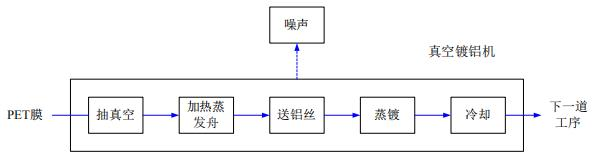 噪声
真空镀铝机
PET膜
抽真空
加热蒸
发舟
送铝丝
蒸镀
冷却
下一道
工序